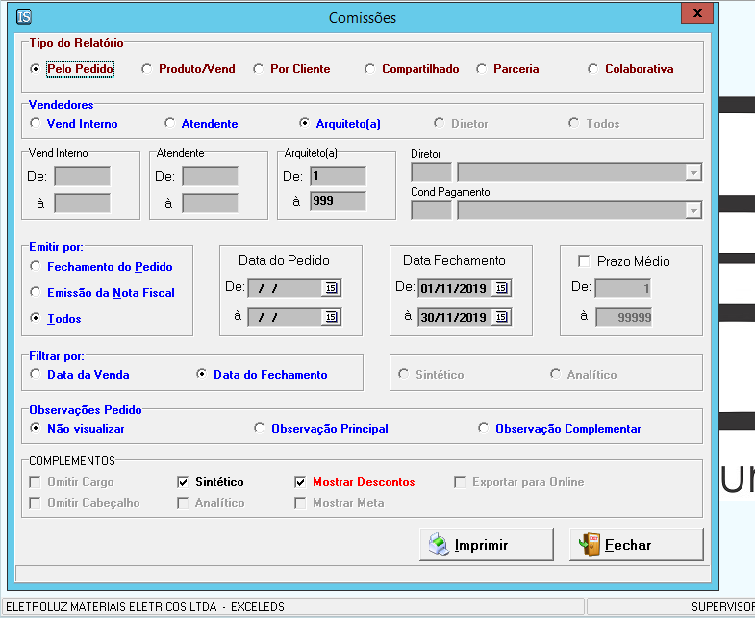 IS Comissões x
Tipo do Relatório
Pelo Pedido Produto/Vend Por Cliente Compartilhado Parceria Colaborativa
Vendedores
Vend Interno Atendente Arquiteto(a) Diretor Todos
Vend Interno Atendente Arquiteto(a) Diretor
De: De: De: 1
Cond Pagamento
à à à 999
Emitir por:
Fechamento do Pedido
Emissão da Nota Fiscal
Todos
Data do Pedido
De: / / 15
à / / 15
Data Fechamento
De: 01/11/2019 15
à 30/11/2019 15
Prazo Médio
De: 1
à 99999
Filtrar por:
Data da Venda Data do Fechamento Sintético Analítico
Observações Pedido
Não visualizar Observação Principal Observação Complementar
COMPLEMENTOS
Omitir Cargo Sintético Mostrar Descontos Exportar para Online
Omitir Cabeçalho Analítico Mostrar Meta
Imprimir Fechar
ur
ELETFOLUZ MATERIAIS ELETR COS LTDA - EXCELEDS SUPERVISOR